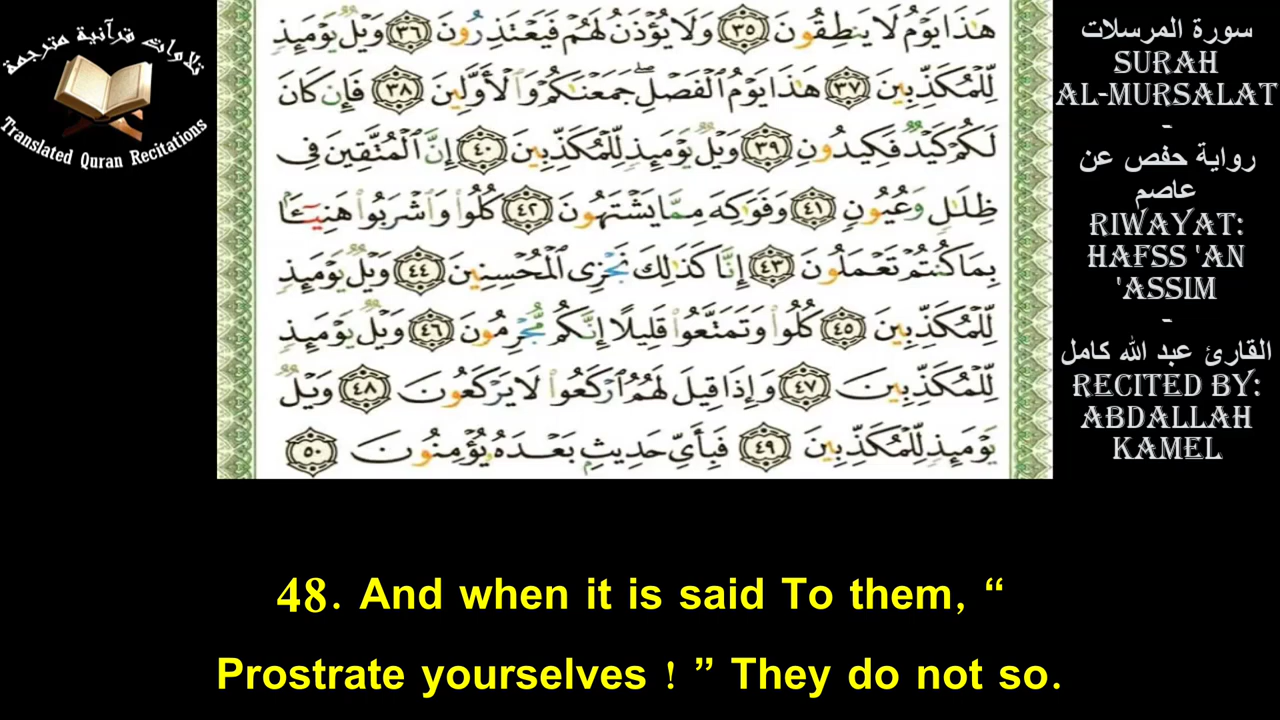 تلاوات قرآنية مترجمة
Translated Quran Recitations
هَٰذَا يَوْمُ لَا يَنطِقُونَ ٣٥ وَلَا يُؤْذَنُ لَهُمْ فَيَعْتَذِرُونَ ٣٦ وَيْلٌ يَوْمَئِذٍ
لِّلْمُكَذِّبِينَ ٣٧ هَٰذَا يَوْمُ الْفَصْلِ ۖ جَمَعْنَٰكُمْ وَالْأَوَّلِينَ ٣٨ فَإِن كَانَ
لَكُمْ كَيْدٌ فَكِيدُونِ ٣٩ وَيْلٌ يَوْمَئِذٍ لِّلْمُكَذِّبِينَ ٤٠ إِنَّ الْمُتَّقِينَ فِى
ظِلَٰلٍ وَعُيُونٍ ٤١ وَفَوَٰكِهَ مِمَّا يَشْتَهُونَ ٤٢ كُلُوا۟ وَاشْرَبُوا۟ هَنِيٓـًٔا
بِمَا كُنتُمْ تَعْمَلُونَ ٤٣ إِنَّا كَذَٰلِكَ نَجْزِى الْمُحْسِنِينَ ٤٤ وَيْلٌ يَوْمَئِذٍ
لِّلْمُكَذِّبِينَ ٤٥ كُلُوا۟ وَتَمَتَّعُوا۟ قَلِيلًا إِنَّكُم مُّجْرِمُونَ ٤٦ وَيْلٌ يَوْمَئِذٍ
لِّلْمُكَذِّبِينَ ٤٧ وَإِذَا قِيلَ لَهُمُ ارْكَعُوا۟ لَا يَرْكَعُونَ ٤٨ وَيْلٌ
يَوْمَئِذٍ لِّلْمُكَذِّبِينَ ٤٩ فَبِأَىِّ حَدِيثٍ بَعْدَهُۥ يُؤْمِنُونَ ٥٠
سورة المرسلات
SURAH
AL-MURSALAT
-
رواية حفص عن
عاصم
RIWAYAT:
HAFSS 'AN
'ASSIM
-
القارئ عبد الله كامل
RECITED BY:
ABDALLAH
KAMEL
48. And when it is said To them, “
Prostrate yourselves ! ” They do not so.